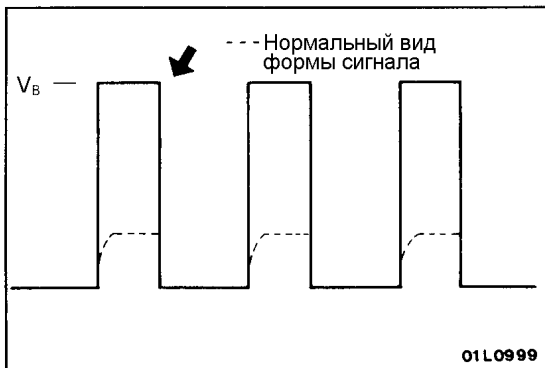 ---- Нормальный вид
формы сигнала
V_B —
01L0999